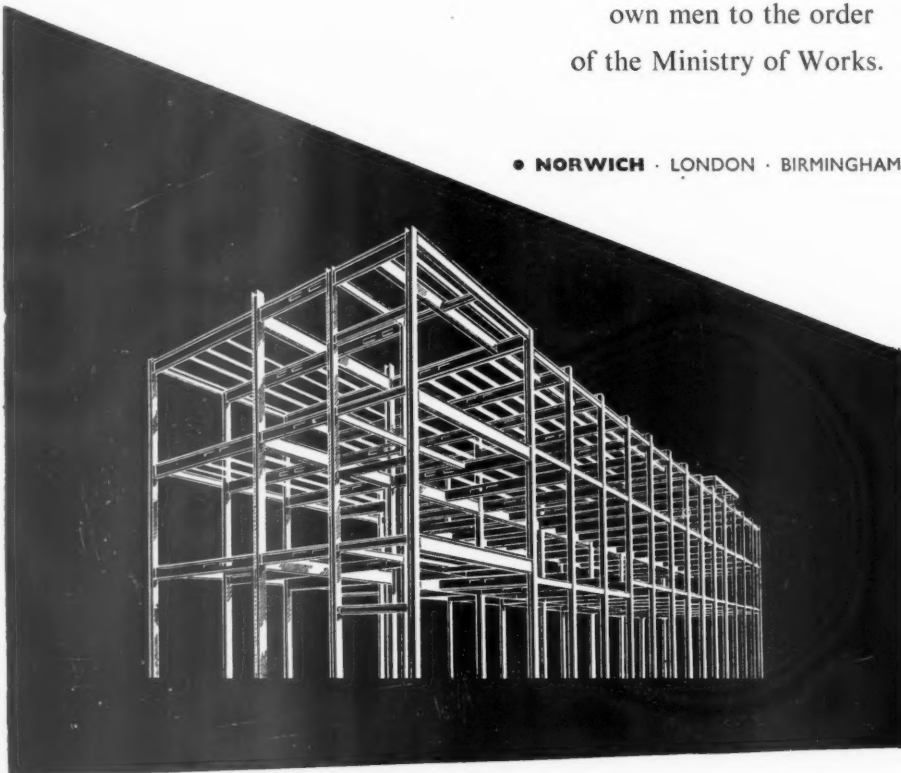 own men to the order
of the Ministry of Works.
• NORWICH · LONDON · BIRMINGHAM